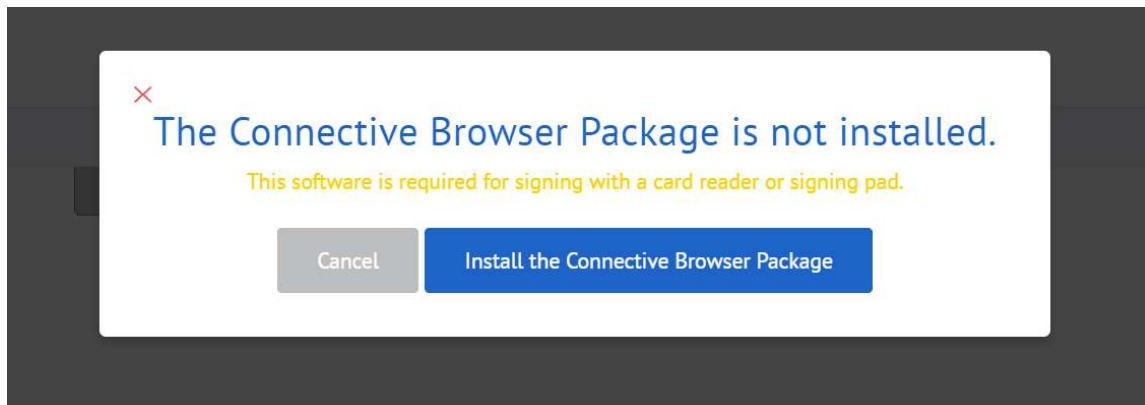 The Connective Browser Package is not installed.
This software is required for signing with a card reader or signing pad.
Cancel
Install the Connective Browser Package